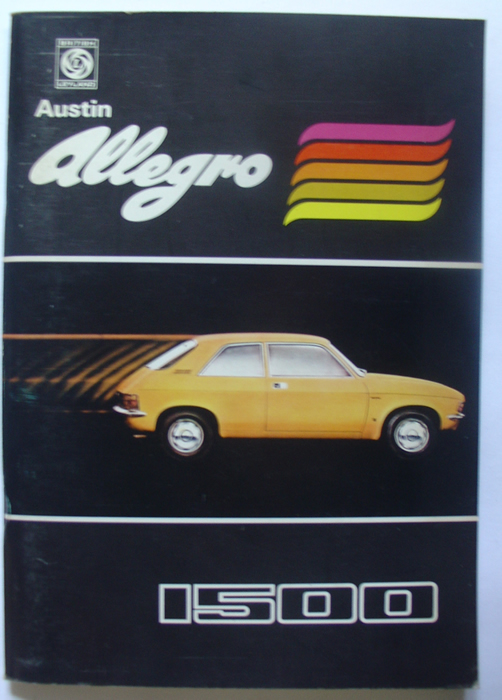 BRITISH
LEYLAND
Austin
Allegro
1500